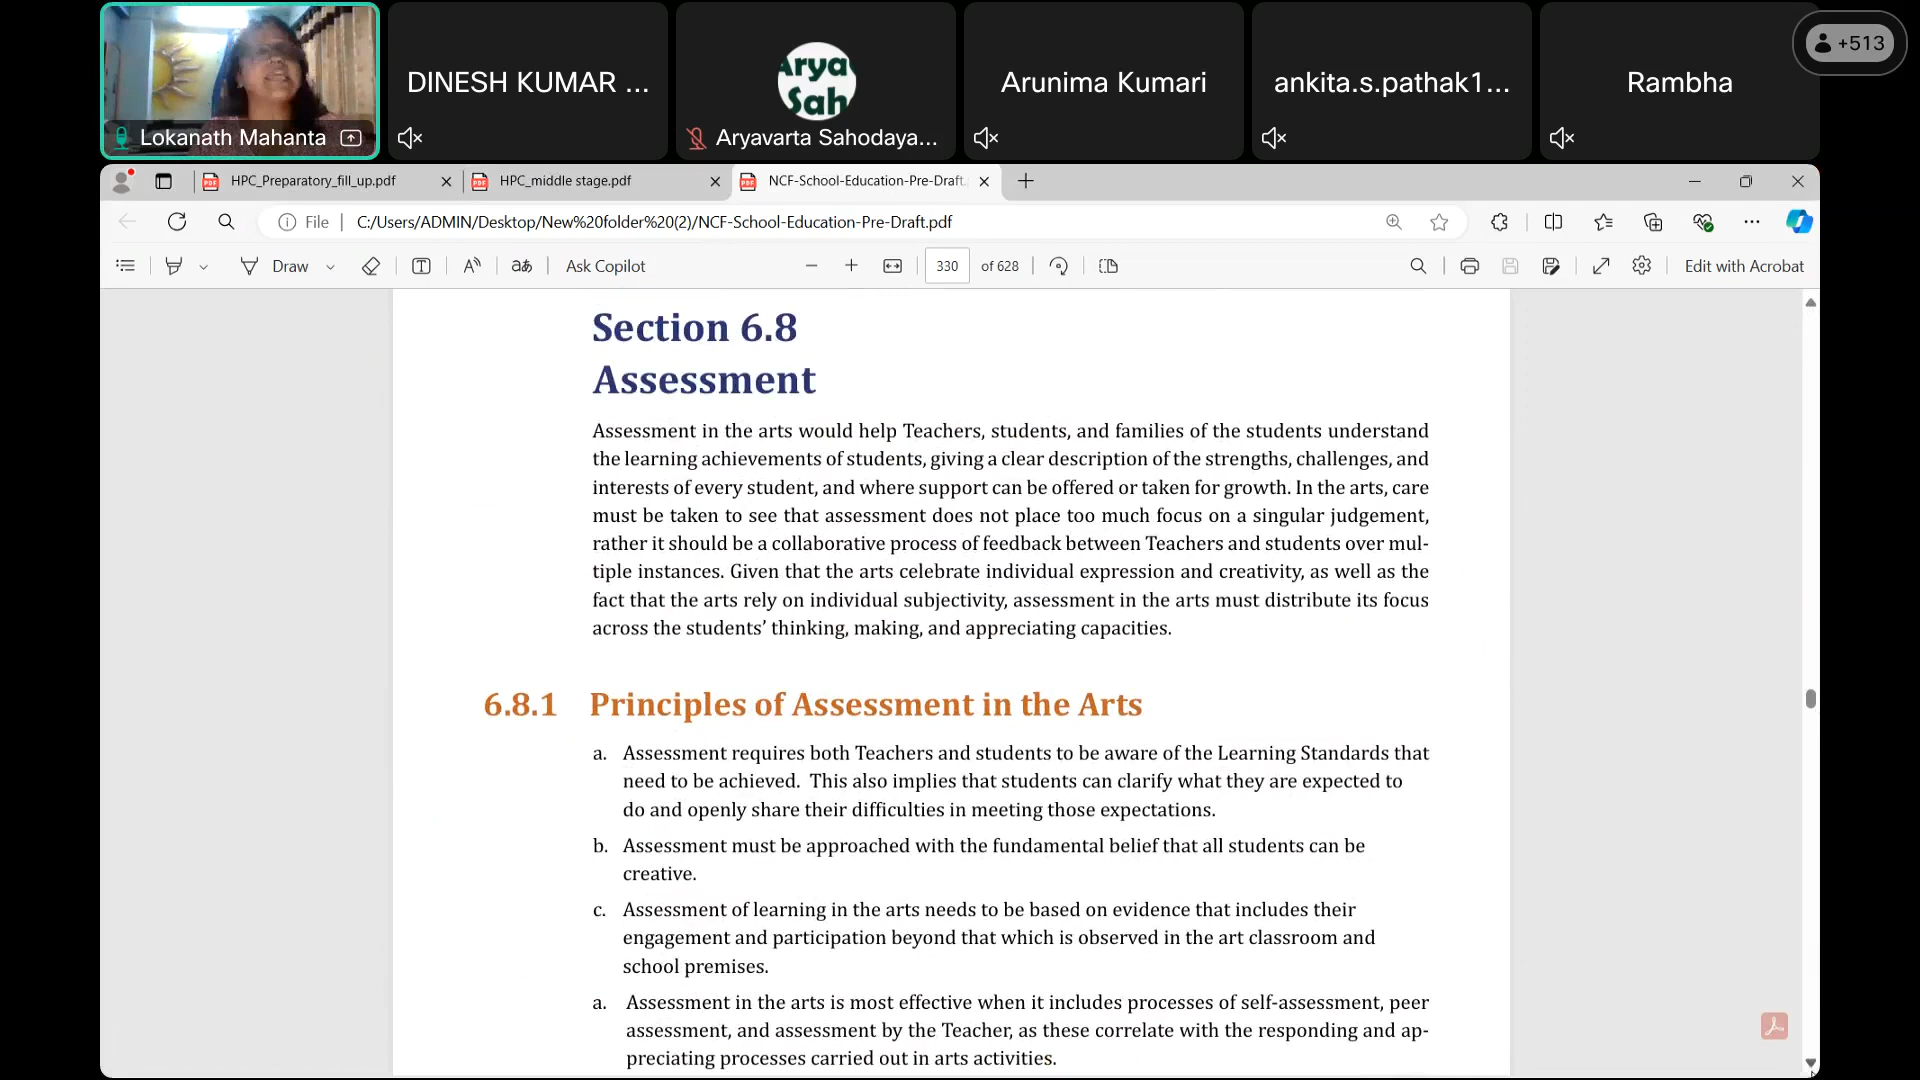 DINESH KUMAR ...
Arya
Sah
Arunima Kumari
ankita.s.pathak1...
Rambha
+513
Lokanath Mahanta
Aryavarta Sahodaya...
HPC_Preparatory_fill_up.pdf
HPC_middle stage.pdf
NCF-School-Education-Pre-Draft.
File
C:/Users/ADMIN/Desktop/New%20folder%20(2)/NCF-School-Education-Pre-Draft.pdf
Draw
Ask Copilot
330 of 628
Edit with Acrobat
Section 6.8
Assessment
Assessment in the arts would help Teachers, students, and families of the students understand
the learning achievements of students, giving a clear description of the strengths, challenges, and
interests of every student, and where support can be offered or taken for growth. In the arts, care
must be taken to see that assessment does not place too much focus on a singular judgement,
rather it should be a collaborative process of feedback between Teachers and students over mul-
tiple instances. Given that the arts celebrate individual expression and creativity, as well as the
fact that the arts rely on individual subjectivity, assessment in the arts must distribute its focus
across the students’ thinking, making, and appreciating capacities.
6.8.1 Principles of Assessment in the Arts
a. Assessment requires both Teachers and students to be aware of the Learning Standards that
need to be achieved. This also implies that students can clarify what they are expected to
do and openly share their difficulties in meeting those expectations.
b. Assessment must be approached with the fundamental belief that all students can be
creative.
c. Assessment of learning in the arts needs to be based on evidence that includes their
engagement and participation beyond that which is observed in the art classroom and
school premises.
a. Assessment in the arts is most effective when it includes processes of self-assessment, peer
assessment, and assessment by the Teacher, as these correlate with the responding and ap-
preciating processes carried out in arts activities.